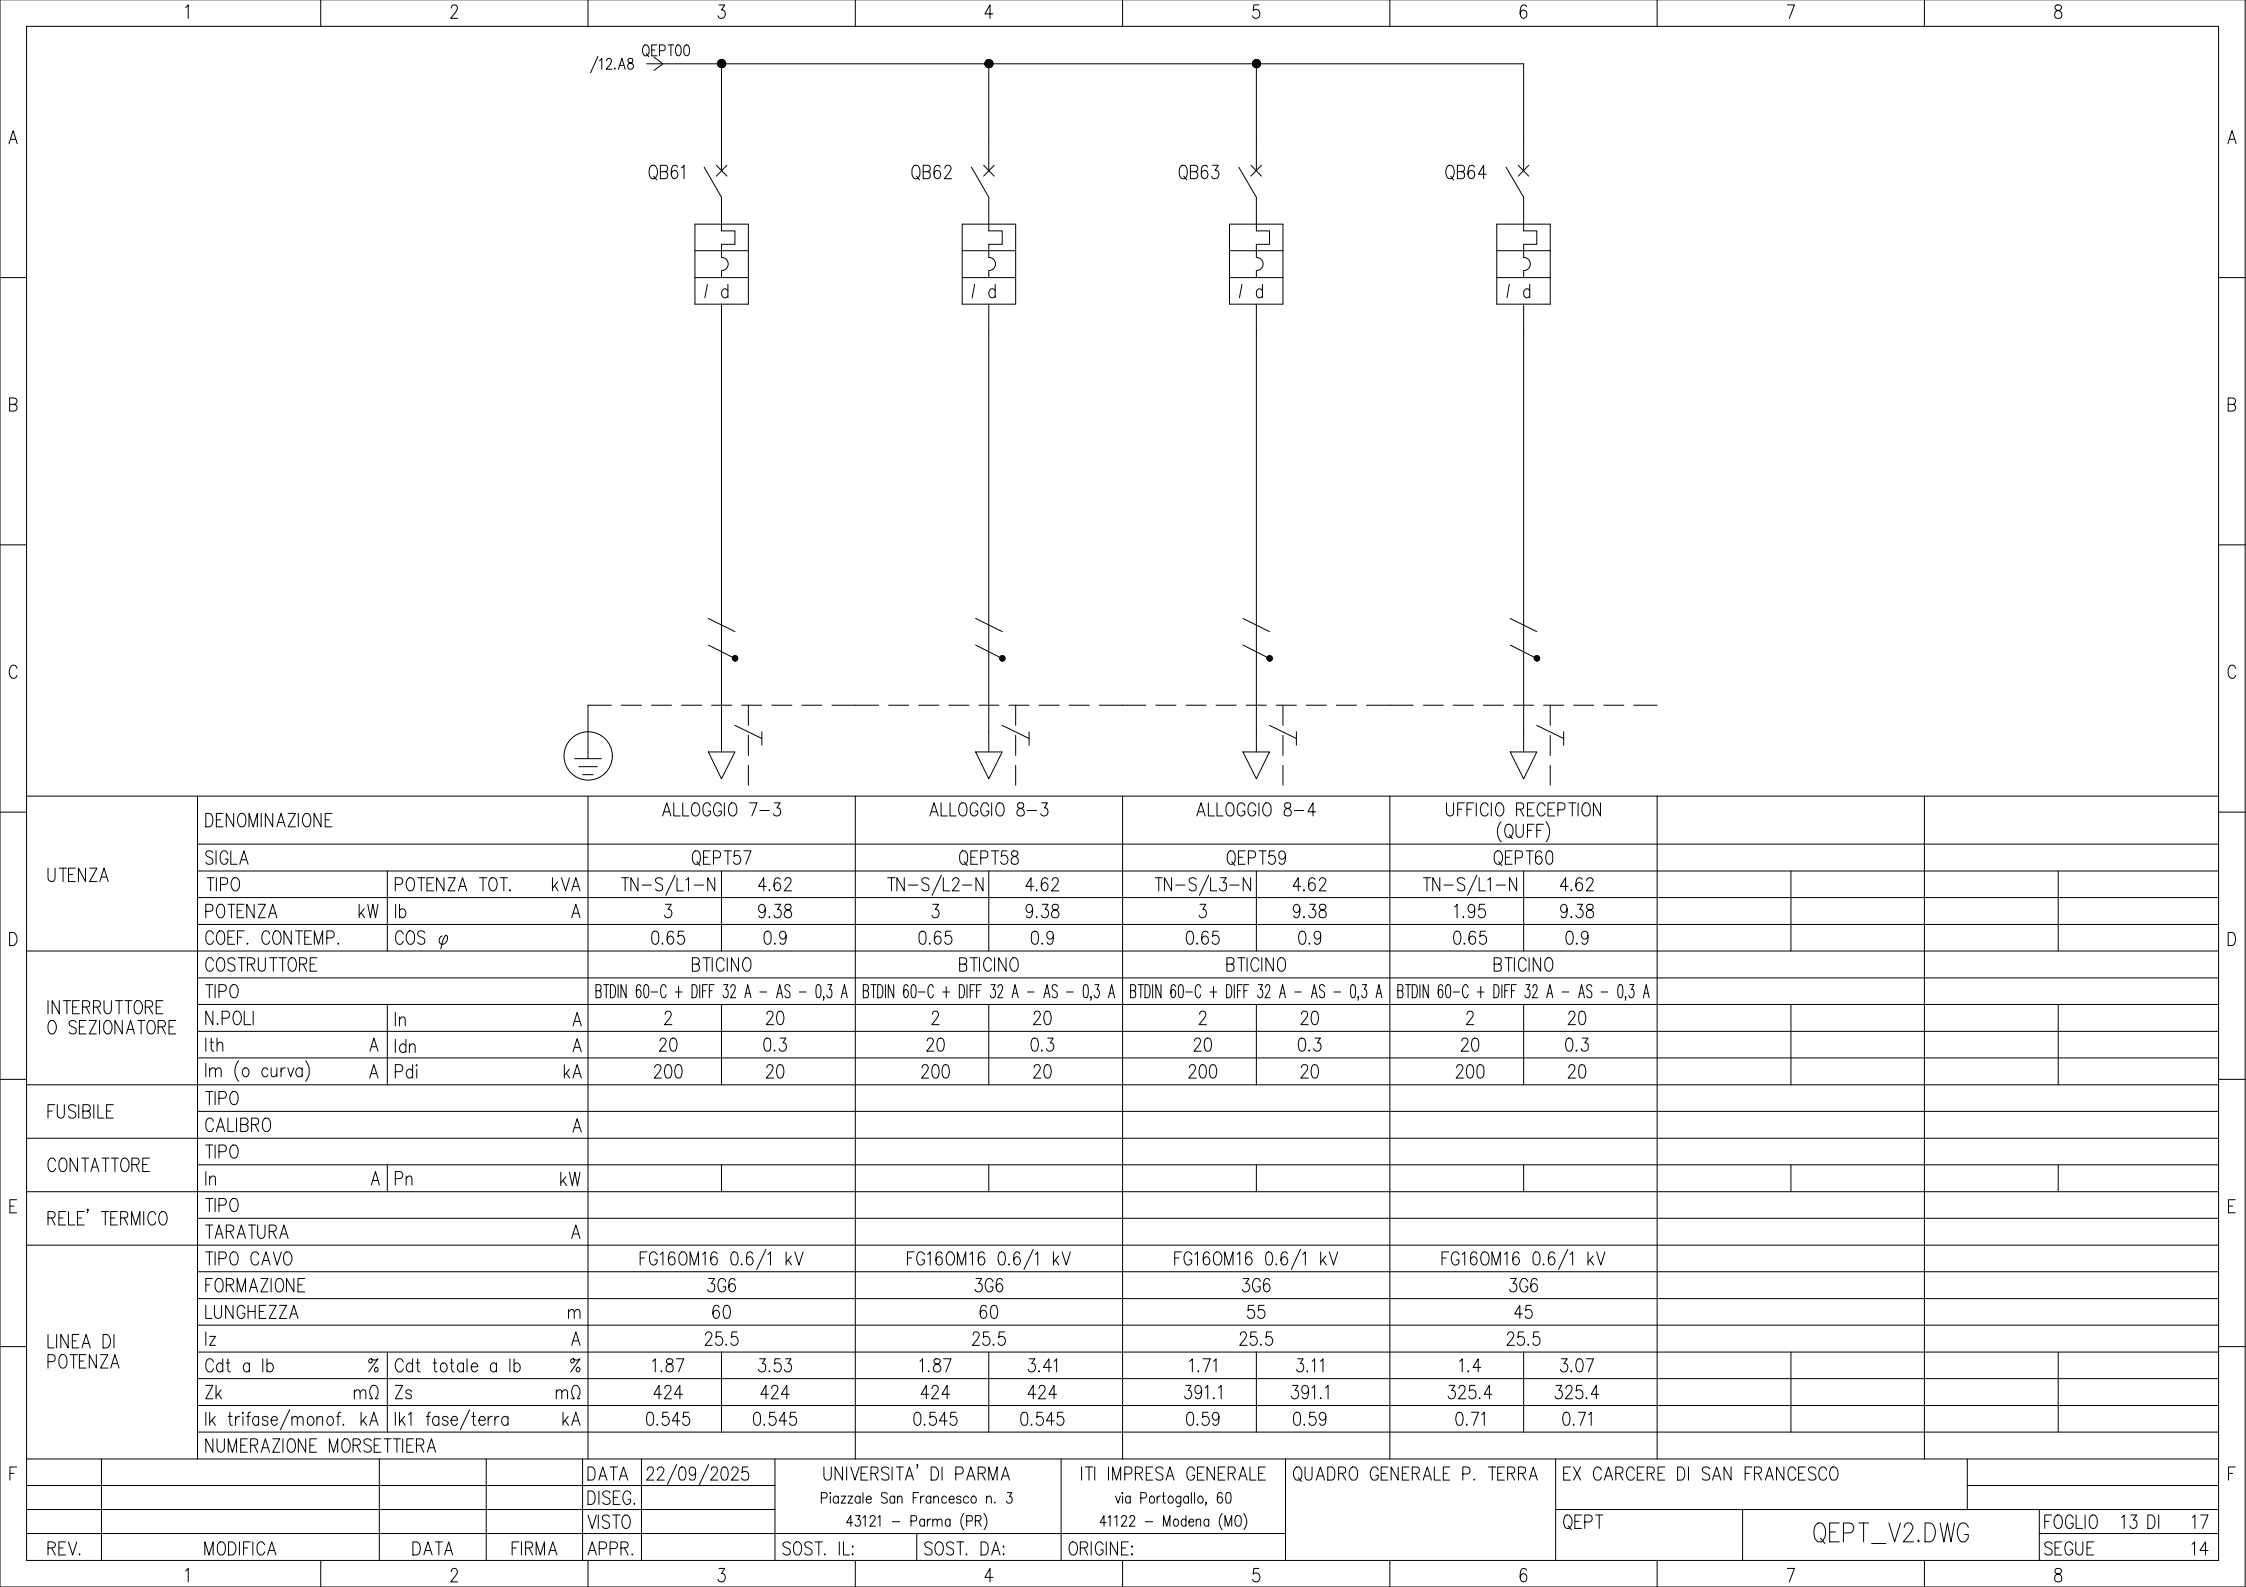 1 2 3 4 5 6 7 8
QEPT00
/12.A8
A A
QB61 QB62 QB63 QB64
I d I d I d I d
B B
C C
DENOMINAZIONE ALLOGGIO 7-3 ALLOGGIO 8-3 ALLOGGIO 8-4 UFFICIO RECEPTION
(QUFF)
UTENZA
SIGLA QEPT57 QEPT58 QEPT59 QEPT60
TIPO POTENZA TOT. kVA TN-S/L1-N 4.62 TN-S/L2-N 4.62 TN-S/L3-N 4.62 TN-S/L1-N 4.62
POTENZA kW Ib A 3 9.38 3 9.38 3 9.38 1.95 9.38
D COEF. CONTEMP. COS φ 0.65 0.9 0.65 0.9 0.65 0.9 0.65 0.9 D
INTERRUTTORE
O SEZIONATORE
COSTRUTTORE BTICINO BTICINO BTICINO BTICINO
TIPO BTDIN 60-C + DIFF 32 A - AS - 0,3 A BTDIN 60-C + DIFF 32 A - AS - 0,3 A BTDIN 60-C + DIFF 32 A - AS - 0,3 A BTDIN 60-C + DIFF 32 A - AS - 0,3 A
N.POLI In A 2 20 2 20 2 20 2 20
Ith A Idn A 20 0.3 20 0.3 20 0.3 20 0.3
Im (o curva) A Pdi kA 200 20 200 20 200 20 200 20
FUSIBILE
TIPO
CALIBRO A
CONTATTORE
TIPO
In A Pn kW
E E
RELE' TERMICO
TIPO
TARATURA A
LINEA DI
POTENZA
TIPO CAVO FG16OM16 0.6/1 kV FG16OM16 0.6/1 kV FG16OM16 0.6/1 kV FG16OM16 0.6/1 kV
FORMAZIONE 3G6 3G6 3G6 3G6
LUNGHEZZA m 60 60 55 45
Iz A 25.5 25.5 25.5 25.5
Cdt a Ib % Cdt totale a Ib % 1.87 3.53 1.87 3.41 1.71 3.11 1.4 3.07
Zk mΩ Zs mΩ 424 424 424 424 391.1 391.1 325.4 325.4
Ik trifase/monof. kA Ik1 fase/terra kA 0.545 0.545 0.545 0.545 0.59 0.59 0.71 0.71
NUMERAZIONE MORSETTIERA
F F
DATA 22/09/2025 UNIVERSITA' DI PARMA ITI IMPRESA GENERALE QUADRO GENERALE P. TERRA EX CARCERE DI SAN FRANCESCO
DISEG. Piazzale San Francesco n. 3 via Portogallo, 60
VISTO 43121 - Parma (PR) 41122 - Modena (MO) QEPT QEPT_V2.DWG FOGLIO 13 DI 17
REV. MODIFICA DATA FIRMA APPR. SOST. IL: SOST. DA: ORIGINE: SEGUE 14
1 2 3 4 5 6 7 8